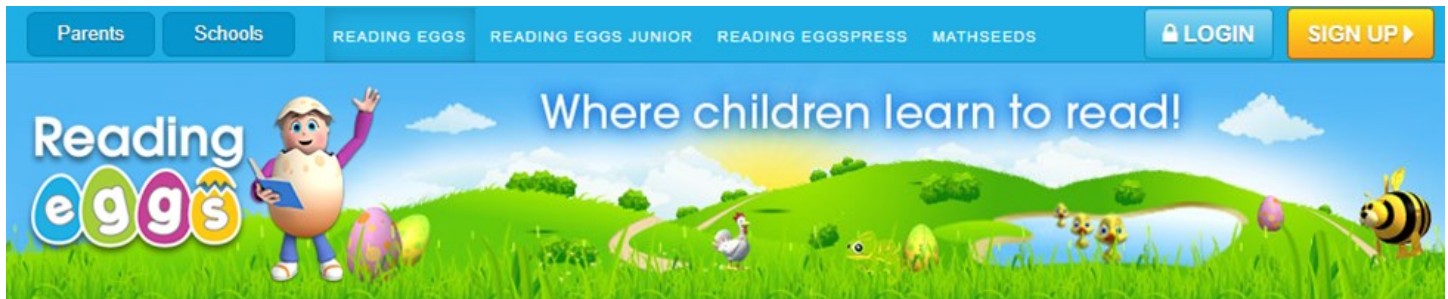 Parents Schools READING EGGS READING EGGS JUNIOR READING EGGSPRESS MATHSEEDS LOGIN SIGN UP
Where children learn to read!
Reading
eggs